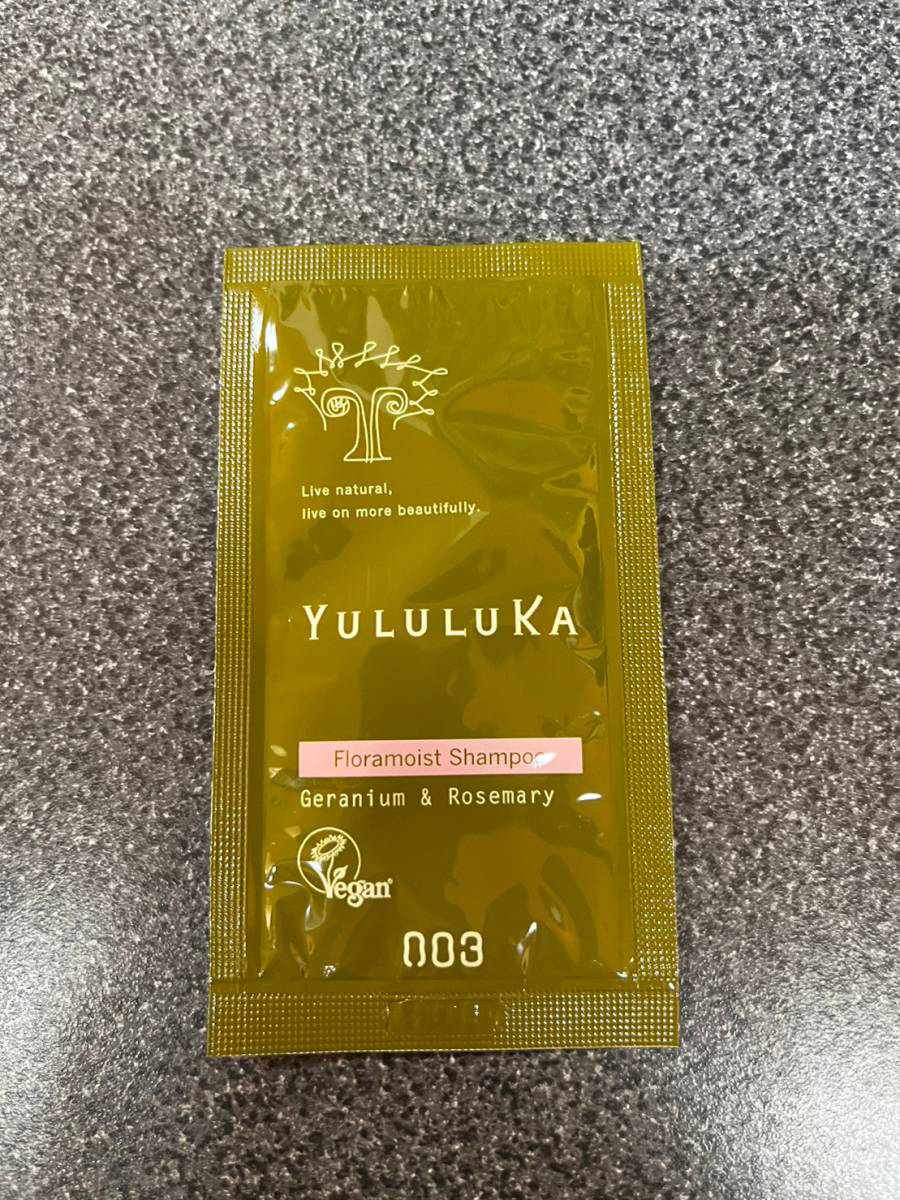 Live natural,
live on more beautifully.
YULULUKA
Floramoist Shampoo
Geranium & Rosemary
Vegan®
003